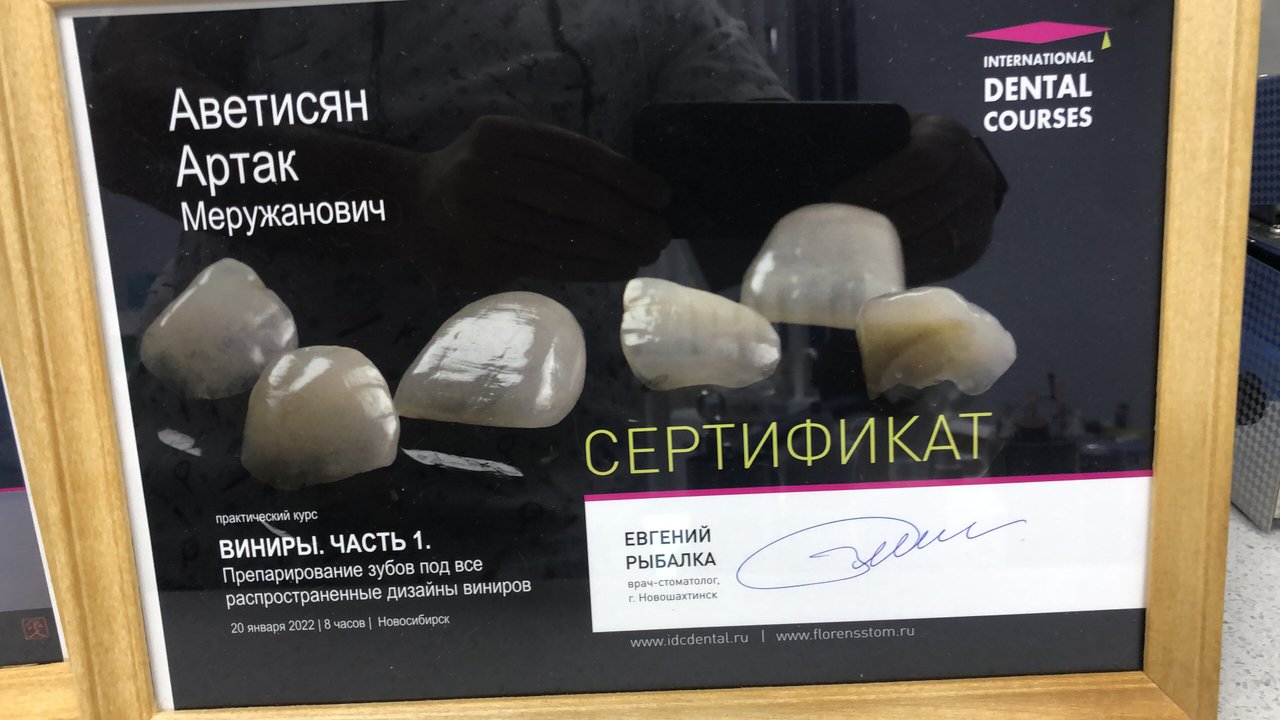 Аветисян
Артак
Меружанович
INTERNATIONAL
DENTAL
COURSES
СЕРТИФИКАТ
практический курс
ВИНИРЫ. ЧАСТЬ 1.
Препарирование зубов под все
распространенные дизайны виниров
20 января 2022 | 8 часов | Новосибирск
ЕВГЕНИЙ
РЫБАЛКА
врач-стоматолог,
г. Новошахтинск
www.idcdental.ru | www.florensstom.ru